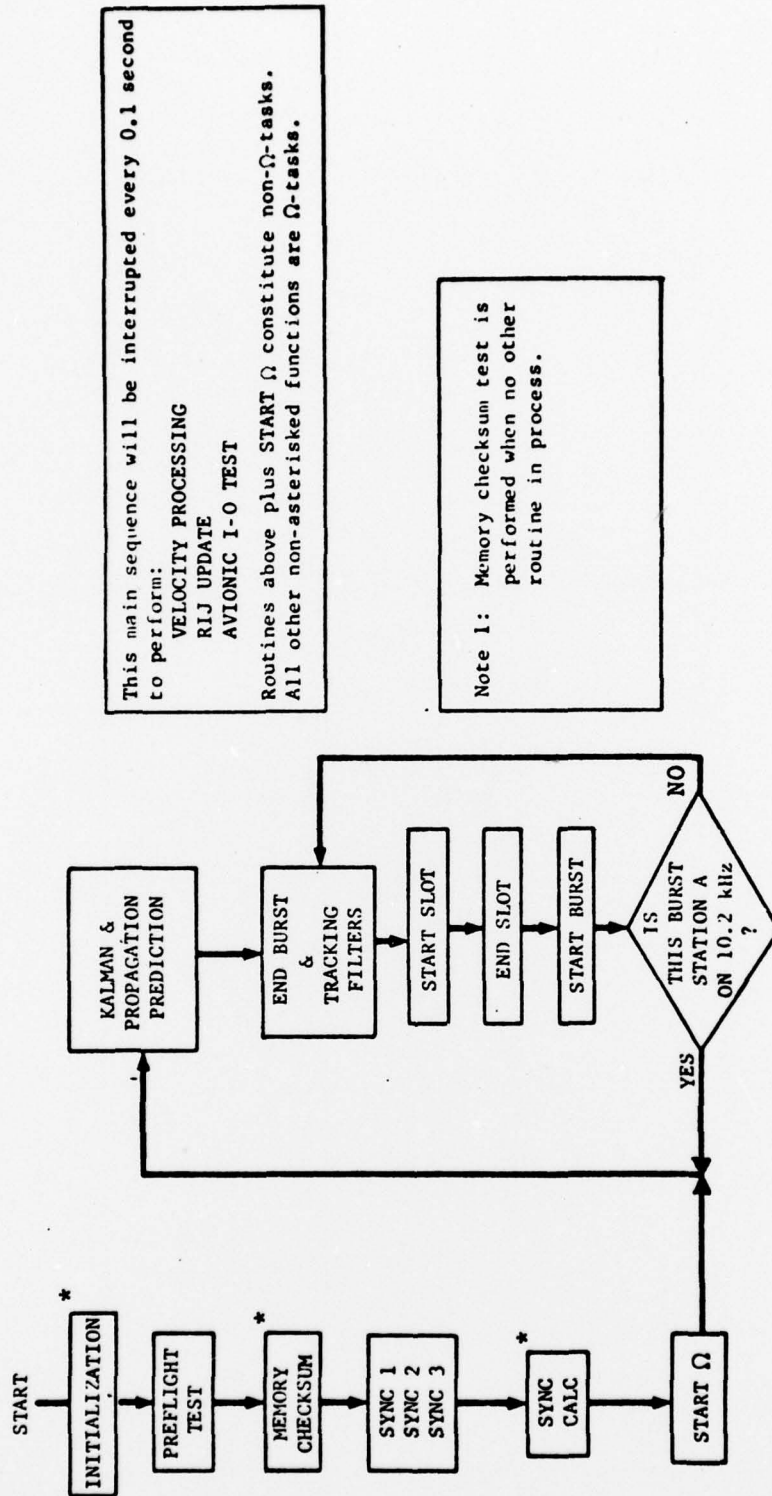 START
*
INITIALIZATION
PREFLIGHT
TEST
*
MEMORY
CHECKSUM
SYNC 1
SYNC 2
SYNC 3
*
SYNC
CALC
START Ω
KALMAN &
PROPAGATION
PREDICTION
END BURST
&
TRACKING
FILTERS
START SLOT
END SLOT
START BURST
IS
THIS BURST
STATION A
ON 10.2 kHz
?
YES
NO
This main sequence will be interrupted every 0.1 second
to perform:
VELOCITY PROCESSING
RIJ UPDATE
AVIONIC I-O TEST
Routines above plus START Ω constitute non-Ω-tasks.
All other non-asterisked functions are Ω-tasks.
Note 1: Memory checksum test is
performed when no other
routine in process.